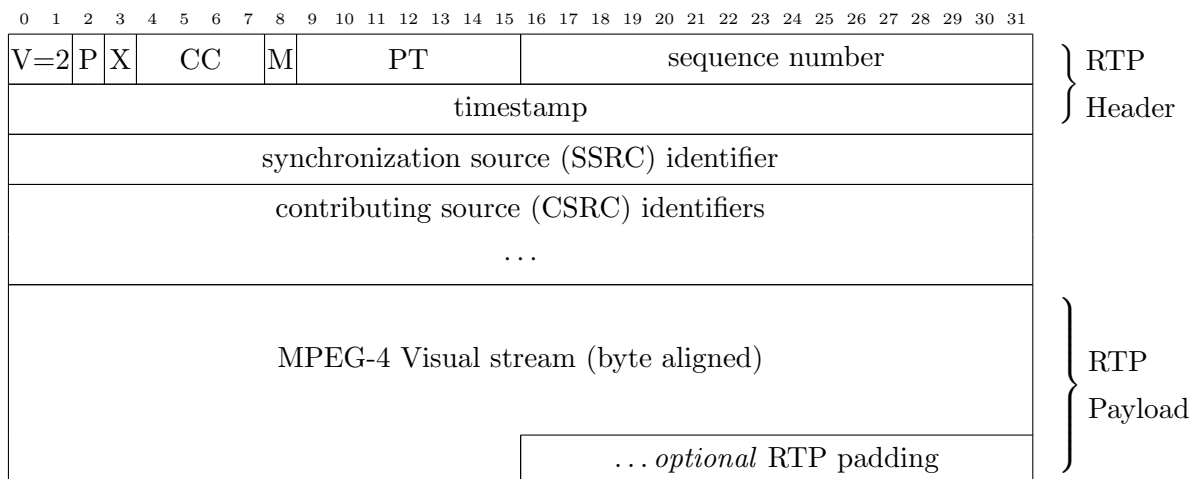 0 1 2 3 4 5 6 7 8 9 10 11 12 13 14 15 16 17 18 19 20 21 22 23 24 25 26 27 28 29 30 31
V=2 P X CC M PT sequence number
RTP
timestamp
Header
synchronization source (SSRC) identifier
contributing source (CSRC) identifiers
...
MPEG-4 Visual stream (byte aligned)
RTP
Payload
... optional RTP padding